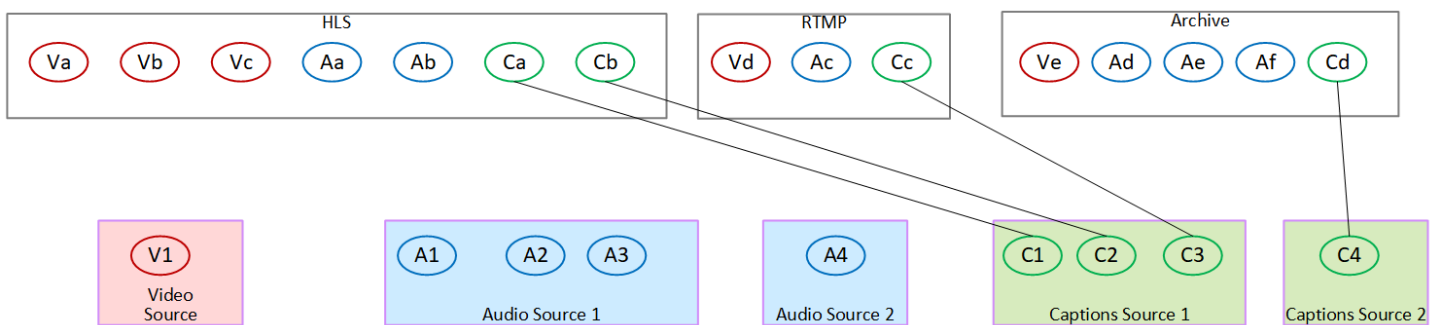 HLS
Va Vb Vc Aa Ab Ca Cb
RTMP
Vd Ac Cc
Archive
Ve Ad Ae Af Cd
V1
Video
Source
A1 A2 A3
Audio Source 1
A4
Audio Source 2
C1 C2 C3
Captions Source 1
C4
Captions Source 2